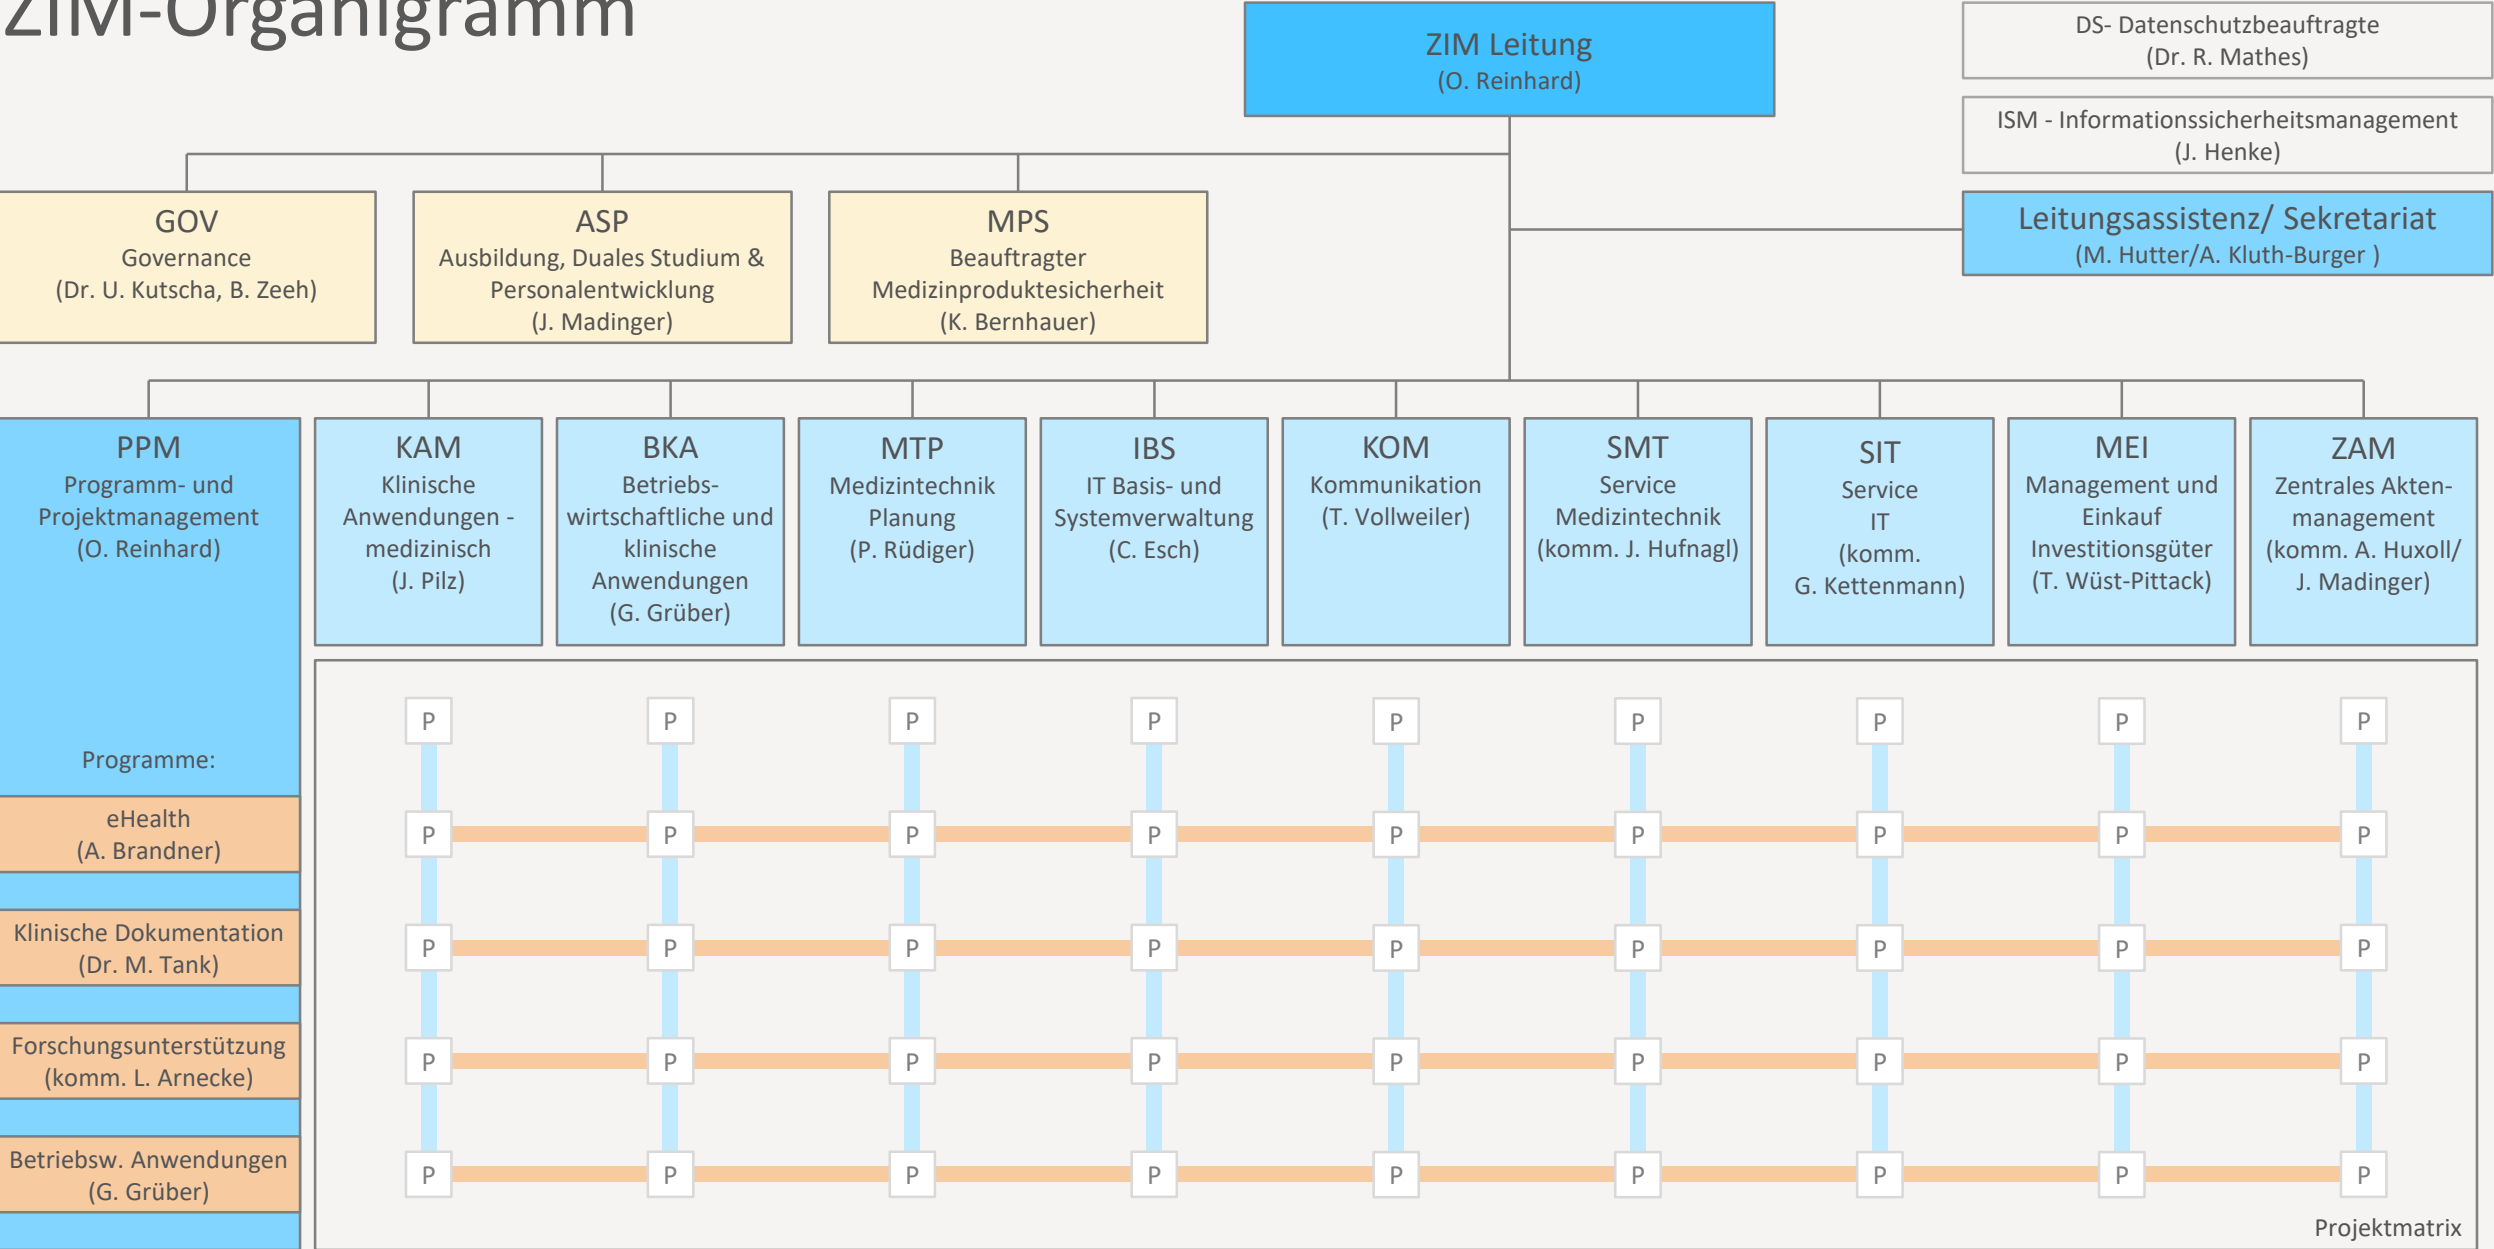 ZIM-Organigramm
ZIM Leitung
(O. Reinhard)
DS- Datenschutzbeauftragte
(Dr. R. Mathes)
ISM - Informationssicherheitsmanagement
(J. Henke)
Leitungsassistenz/ Sekretariat
(M. Hutter/A. Kluth-Burger )
GOV
Governance
(Dr. U. Kutscha, B. Zeeh)
ASP
Ausbildung, Duales Studium &
Personalentwicklung
(J. Madinger)
MPS
Beauftragter
Medizinproduktesicherheit
(K. Bernhauer)
PPM
Programm- und
Projektmanagement
(O. Reinhard)
KAM
Klinische
Anwendungen -
medizinisch
(J. Pilz)
BKA
Betriebs-
wirtschaftliche und
klinische
Anwendungen
(G. Grüber)
MTP
Medizintechnik
Planung
(P. Rüdiger)
IBS
IT Basis- und
Systemverwaltung
(C. Esch)
KOM
Kommunikation
(T. Vollweiler)
SMT
Service
Medizintechnik
(komm. J. Hufnagl)
SIT
Service
IT
(komm.
G. Kettenmann)
MEI
Management und
Einkauf
Investitionsgüter
(T. Wüst-Pittack)
ZAM
Zentrales Akten-
management
(komm. A. Huxoll/
J. Madinger)
P P P P P P P P P
Programme:
eHealth
(A. Brandner)
P P P P P P P P P
Klinische Dokumentation
(Dr. M. Tank)
P P P P P P P P P
Forschungsunterstützung
(komm. L. Arnecke)
P P P P P P P P P
Betriebsw. Anwendungen
(G. Grüber)
P P P P P P P P P
Projektmatrix